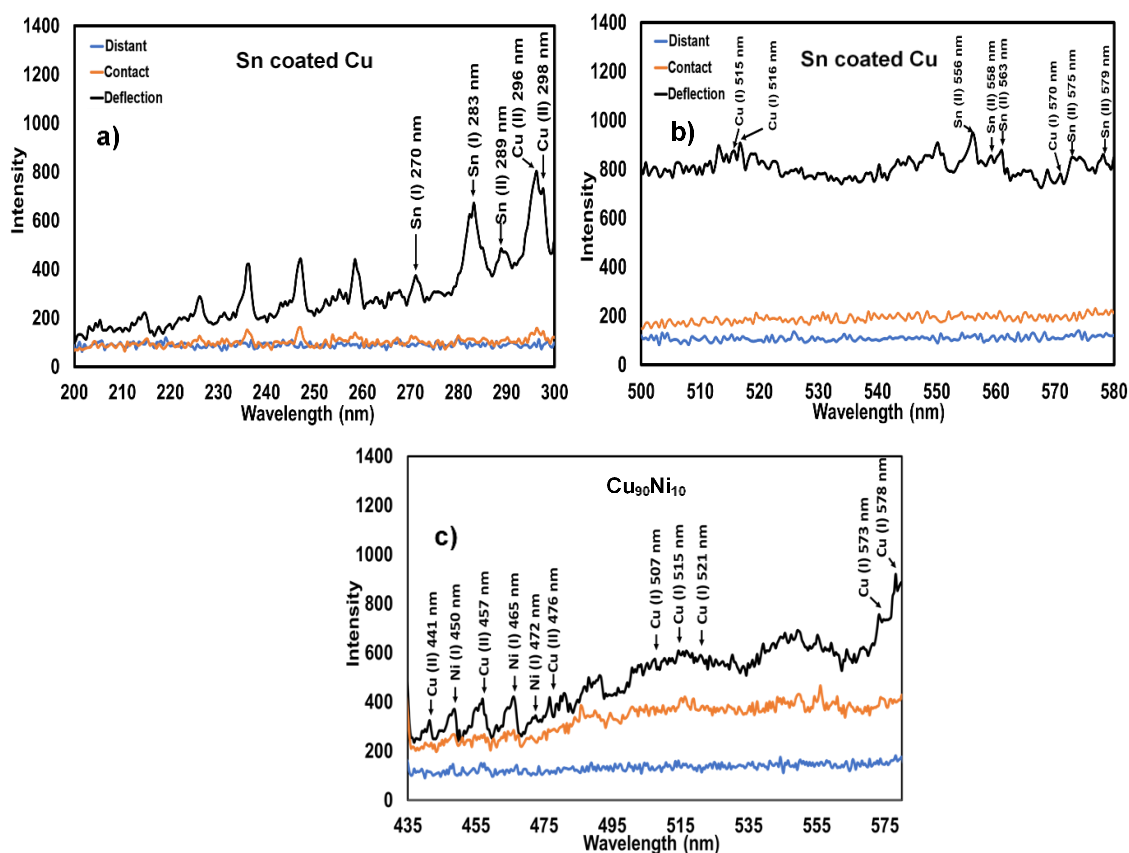 1400
1200
1000
800
600
400
200
0
Intensity
Distant
Contact
Deflection
Sn coated Cu
a)
Sn (I) 270 nm
Sn (I) 283 nm
Sn (II) 289 nm
Cu (II) 296 nm
Cu (II) 298 nm
200 210 220 230 240 250 260 270 280 290 300
Wavelength (nm)
1400
1200
1000
800
600
400
200
0
Intensity
Distant
Contact
Deflection
Sn coated Cu
b)
Cu (I) 515 nm
Cu (I) 516 nm
Sn (II) 556 nm
Sn (II) 558 nm
Sn (II) 563 nm
Cu (I) 570 nm
Sn (II) 575 nm
Sn (II) 579 nm
500 510 520 530 540 550 560 570 580
Wavelength (nm)
1400
1200
1000
800
600
400
200
0
Intensity
Cu₉₀Ni₁₀
c)
Cu (II) 441 nm
Ni (I) 450 nm
Cu (II) 457 nm
Ni (I) 465 nm
Ni (I) 472 nm
Cu (II) 476 nm
Cu (I) 507 nm
Cu (I) 515 nm
Cu (I) 521 nm
Cu (I) 573 nm
Cu (I) 578 nm
435 455 475 495 515 535 555 575
Wavelength (nm)